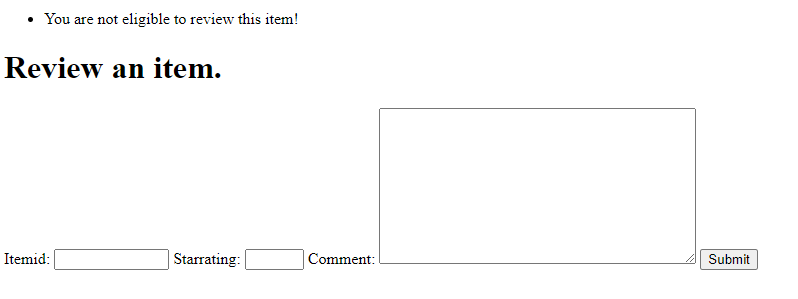 You are not eligible to review this item!
Review an item.
Itemid: Starrating: Comment: Submit